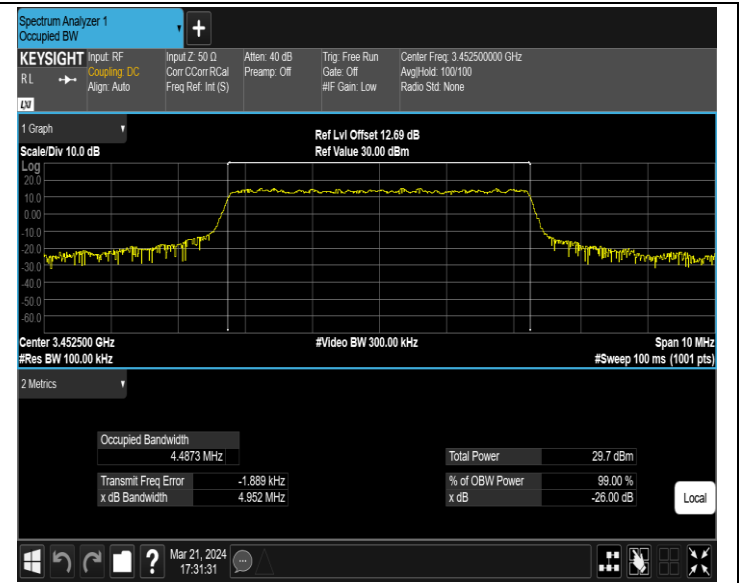 Spectrum Analyzer 1
Occupied BW
+
KEYSIGHT
RL
LXI
Input: RF
Coupling: DC
Align: Auto
Input Z: 50 Ω
Corr CCorr RCal
Freq Ref: Int (S)
Atten: 40 dB
Preamp: Off
Trig: Free Run
Gate: Off
#IF Gain: Low
Center Freq: 3.452500000 GHz
Avg|Hold: 100/100
Radio Std: None
1 Graph
Scale/Div 10.0 dB
Ref Lvl Offset 12.69 dB
Ref Value 30.00 dBm
Log
20.0
10.0
0.00
-10.0
-20.0
-30.0
-40.0
-50.0
-60.0
Center 3.452500 GHz
#Res BW 100.00 kHz
#Video BW 300.00 kHz
Span 10 MHz
#Sweep 100 ms (1001 pts)
2 Metrics
Occupied Bandwidth
4.4873 MHz
Transmit Freq Error -1.889 kHz
x dB Bandwidth 4.952 MHz
Total Power 29.7 dBm
% of OBW Power 99.00 %
x dB -26.00 dB
Local
?
Mar 21, 2024
17:31:31